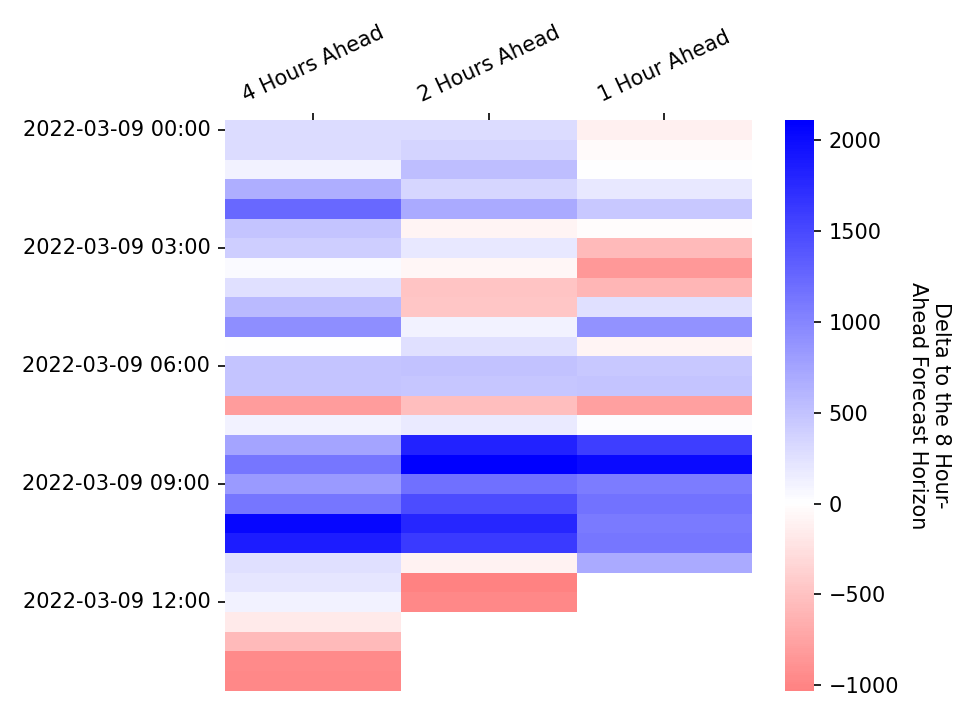 4 Hours Ahead
2 Hours Ahead
1 Hour Ahead
2022-03-09 00:00
2022-03-09 03:00
2022-03-09 06:00
2022-03-09 09:00
2022-03-09 12:00
2000
1500
1000
500
0
−500
−1000
Delta to the 8 Hour-
Ahead Forecast Horizon